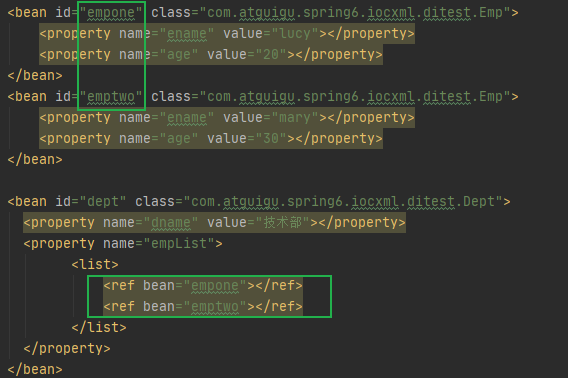 <bean id="empone" class="com.atguigu.spring6.iocxml.ditest.Emp">
<property name="ename" value="lucy"></property>
<property name="age" value="20"></property>
</bean>
<bean id="emptwo" class="com.atguigu.spring6.iocxml.ditest.Emp">
<property name="ename" value="mary"></property>
<property name="age" value="30"></property>
</bean>
<bean id="dept" class="com.atguigu.spring6.iocxml.ditest.Dept">
<property name="dname" value="技术部"></property>
<property name="empList">
<list>
<ref bean="empone"></ref>
<ref bean="emptwo"></ref>
</list>
</property>
</bean>